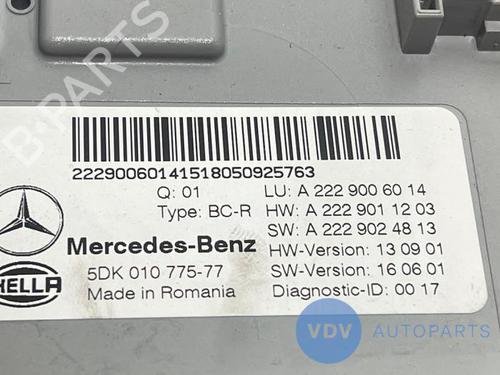 B-PARTS
22290060141518050925763
Q: 01 LU: A 222 900 60 14
Type: BC-R HW: A 222 901 12 03
SW: A 222 902 48 13
Mercedes-Benz HW-Version: 13 09 01
HELLA 5DK 010 775-77 SW-Version: 16 06 01
Made in Romania Diagnostic-ID: 00 17
VDV AUTOPARTS